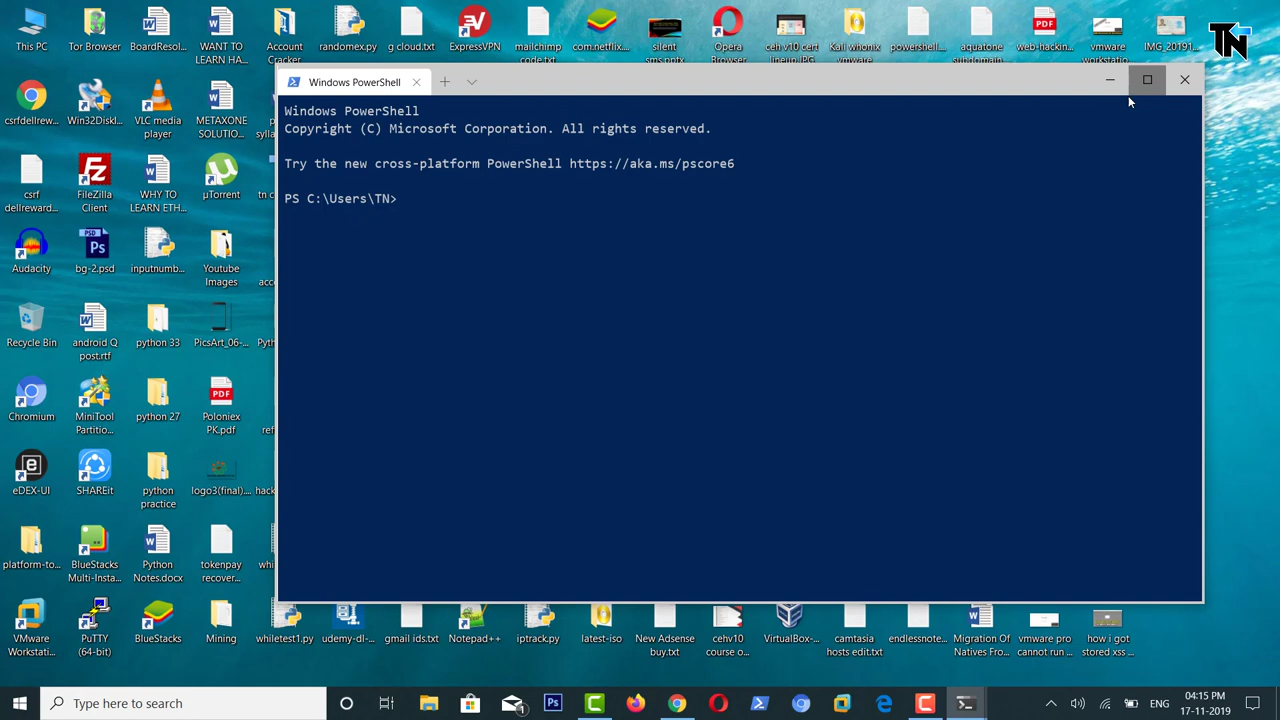 This PC
Tor Browser
BoardResol...
WANT TO
LEARN HA...
Account
Cracker
randomex.py
g cloud.txt
ExpressVPN
mailchimp
code.txt
com.netflix....
silent
sms.pptx
Opera
Browser
ceh v10 cert
lineup.JPG
Kali whonix
vmware
powershell...
aquatone
subdomain
web-hackin...
vmware
workstatio...
IMG_20191...
TN
Windows PowerShell
Windows PowerShell
Copyright (C) Microsoft Corporation. All rights reserved.
Try the new cross-platform PowerShell https://aka.ms/pscore6
PS C:\Users\TN>
csrfdellrew...
Win32Diskl...
VLC media
player
METAXONE
SOLUTIO...
csrf
dellreward...
FileZilla
Client
WHY TO
LEARN ETH...
µTorrent
Audacity
bg-2.psd
inputnumb...
Youtube
Images
Recycle Bin
android Q
post.rtf
python 33
PicsArt_06-...
Chromium
MiniTool
Partitio...
python 27
Poloniex
PK.pdf
eDEX-UI
SHAREit
python
practice
logo3(final)....
platform-to...
BlueStacks
Multi-Insta...
Python
Notes.docx
tokenpay
recover...
VMware
Workstati...
PuTTY
(64-bit)
BlueStacks
Mining
whiletest1.py
udemy-dl-...
gmail ids.txt
Notepad++
iptrack.py
latest-iso
New Adsense
buy.txt
cehv10
course o...
VirtualBox-...
camtasia
hosts edit.txt
endlessnote...
Migration Of
Natives Fro...
vmware pro
cannot run ...
how i got
stored xss ...
Type here to search
ENG
04:15 PM
17-11-2019